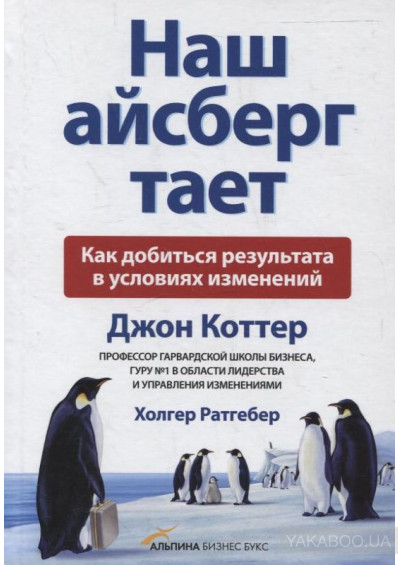 Наш
айсберг
тает
Как добиться результата
в условиях изменений
Джон Коттер
ПРОФЕССОР ГАРВАРДСКОЙ ШКОЛЫ БИЗНЕСА,
ГУРУ №1 В ОБЛАСТИ ЛИДЕРСТВА
И УПРАВЛЕНИЯ ИЗМЕНЕНИЯМИ
Холгер Ратгебер
АЛЬПИНА БИЗНЕС БУКС
YAKABOO.UA